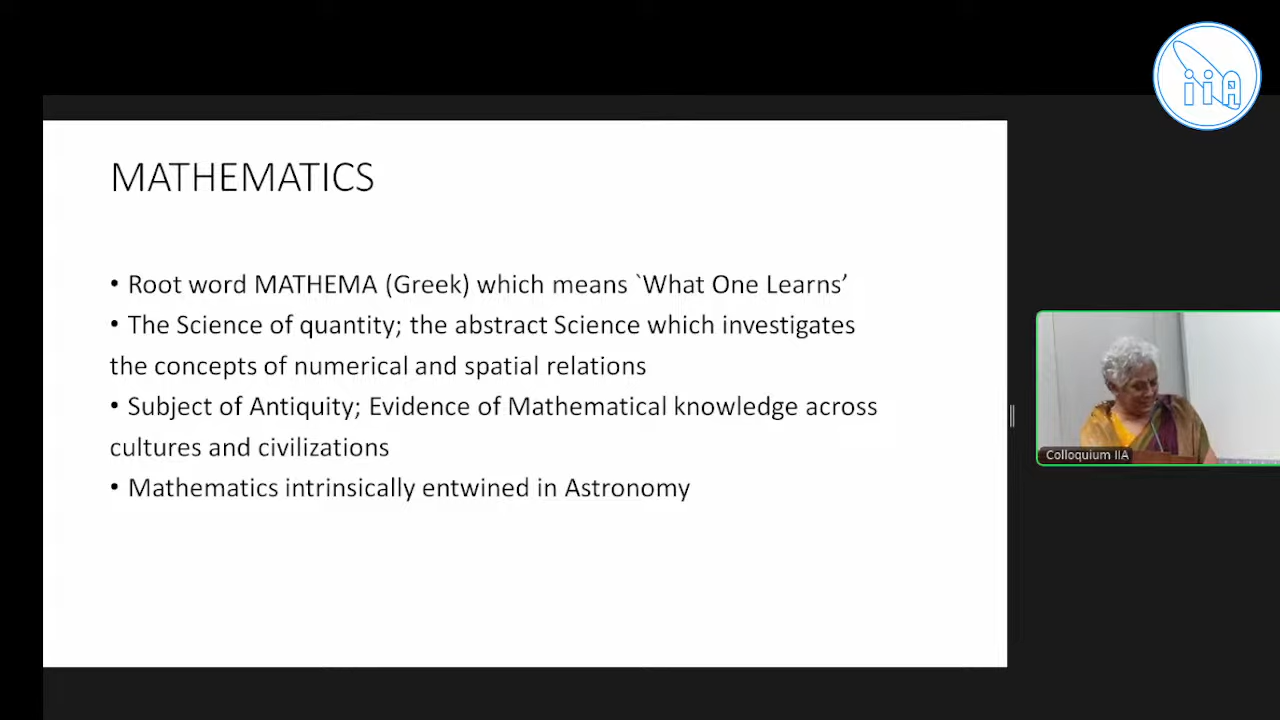 iiA
MATHEMATICS
• Root word MATHEMA (Greek) which means `What One Learns’
• The Science of quantity; the abstract Science which investigates
the concepts of numerical and spatial relations
• Subject of Antiquity; Evidence of Mathematical knowledge across
cultures and civilizations
• Mathematics intrinsically entwined in Astronomy
Colloquium IIA